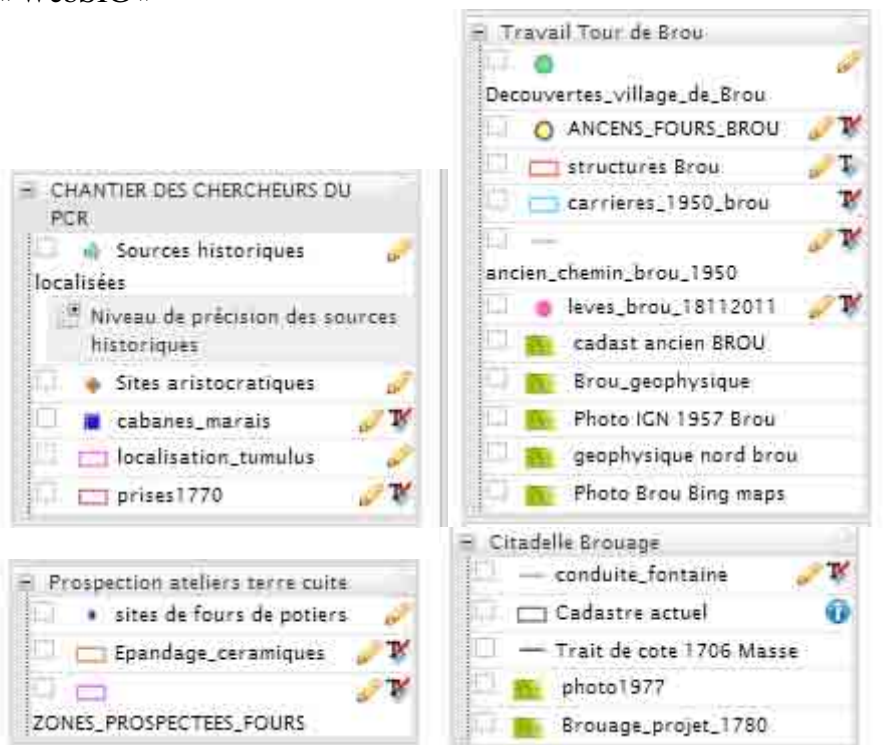 Travail Tour de Brou
Decouvertes_village_de_Brou
ANCENS_FOURS_BROU
structures Brou
carrieres_1950_brou
ancien_chemin_brou_1950
leves_brou_18112011
cadast ancien BROU
Brou_geophysique
Photo IGN 1957 Brou
geophysique nord brou
Photo Brou Bing maps
CHANTIER DES CHERCHEURS DU
PCR
Sources historiques
localisées
Niveau de précision des sources
historiques
Sites aristocratiques
cabanes_marais
localisation_tumulus
prises1770
Prospection ateliers terre cuite
sites de fours de potiers
Epandage_ceramiques
ZONES_PROSPECTEES_FOURS
Citadelle Brouage
conduite_fontaine
Cadastre actuel
Trait de cote 1706 Masse
photo1977
Brouage_projet_1780